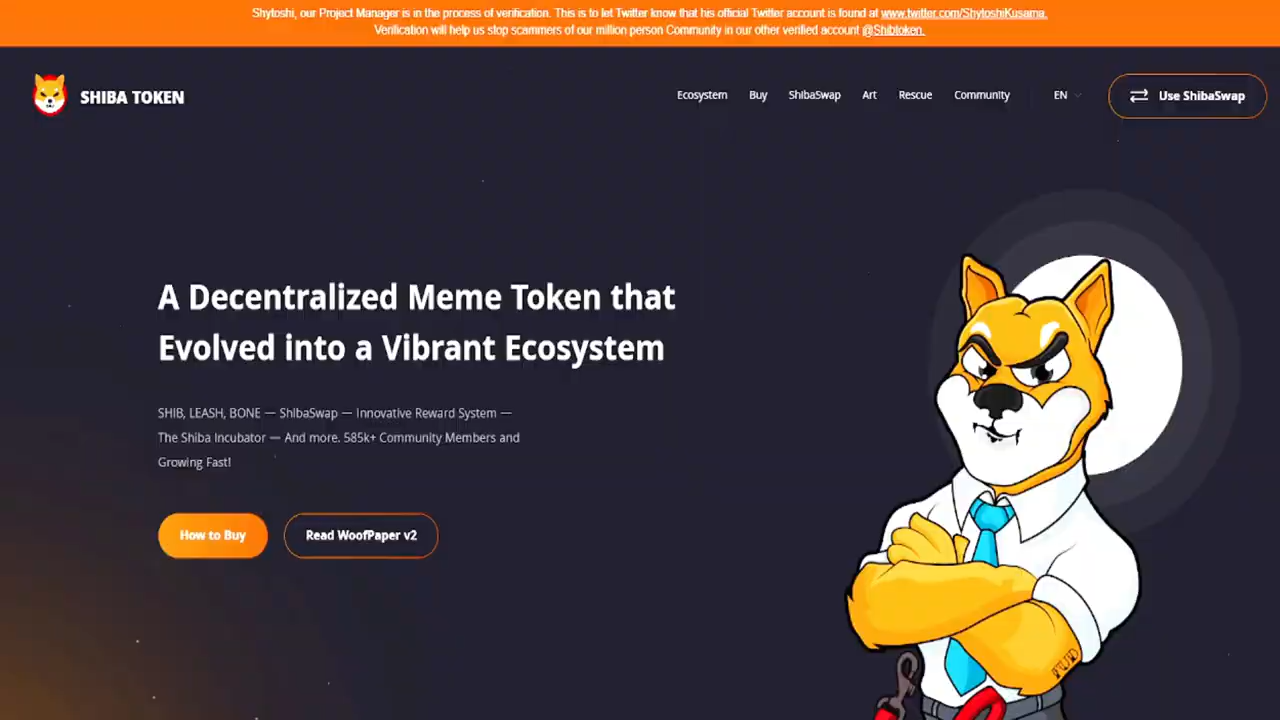 Shytoshi, our Project Manager is in the process of verification. This is to let Twitter know that his official Twitter account is found at www.twitter.com/ShytoshiKusama.
Verification will help us stop scammers of our million person Community in our other verified account @Shibtoken.
SHIBA TOKEN
Ecosystem
Buy
ShibaSwap
Art
Rescue
Community
EN
Use ShibaSwap
A Decentralized Meme Token that
Evolved into a Vibrant Ecosystem
SHIB, LEASH, BONE — ShibaSwap — Innovative Reward System —
The Shiba Incubator — And more. 585k+ Community Members and
Growing Fast!
How to Buy
Read WoofPaper v2